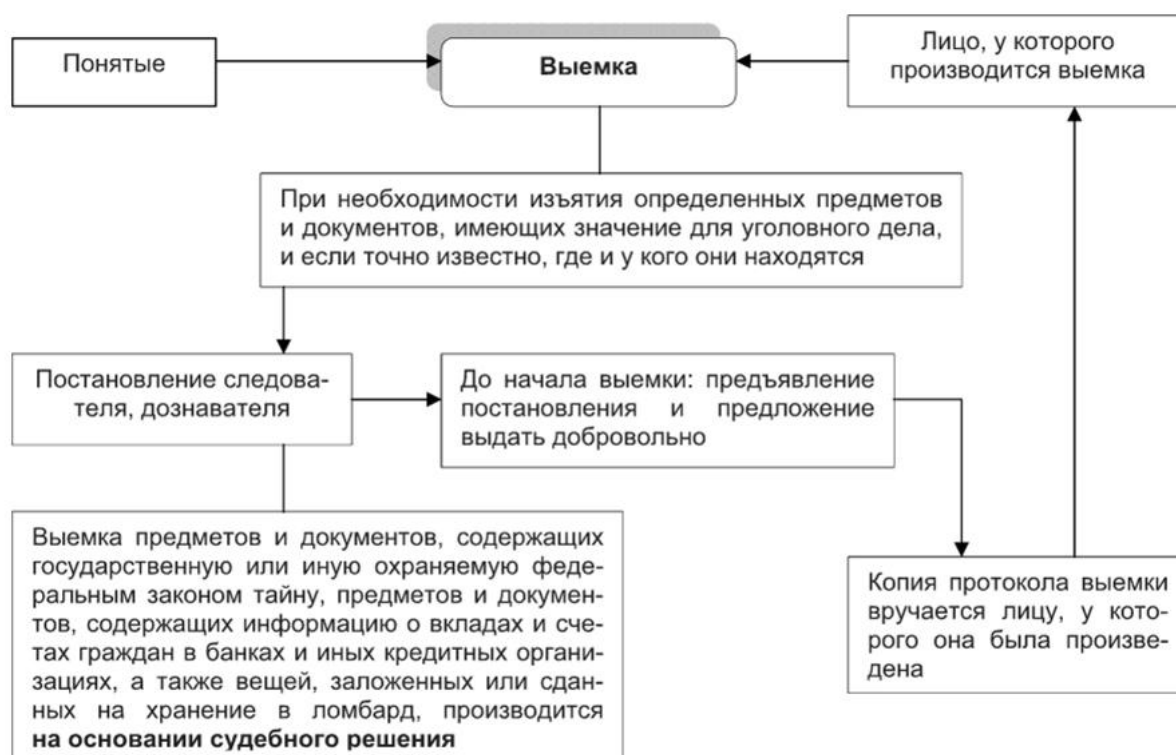 Понятые
Выемка
Лицо, у которого
производится выемка
При необходимости изъятия определенных предметов
и документов, имеющих значение для уголовного дела,
и если точно известно, где и у кого они находятся
Постановление следова-
теля, дознавателя
До начала выемки: предъявление
постановления и предложение
выдать добровольно
Выемка предметов и документов, содержащих
государственную или иную охраняемую феде-
ральным законом тайну, предметов и докумен-
тов, содержащих информацию о вкладах и сче-
тах граждан в банках и иных кредитных органи-
зациях, а также вещей, заложенных или сдан-
ных на хранение в ломбард, производится
на основании судебного решения
Копия протокола выемки
вручается лицу, у кото-
рого она была произве-
дена